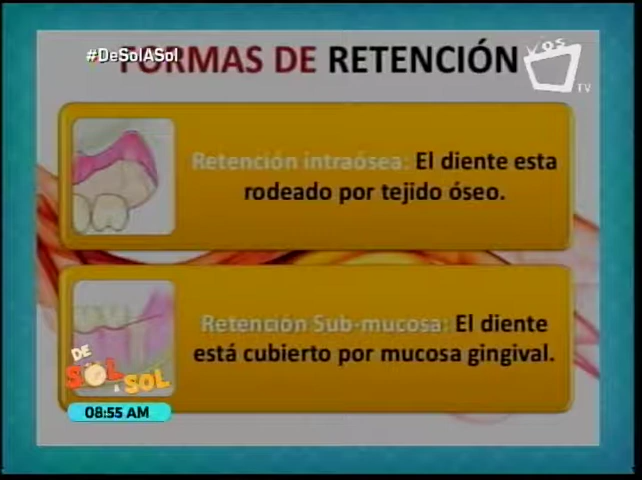 #DeSolASol
FORMAS DE RETENCIÓN
VOS
TV
Retención intraósea: El diente esta
rodeado por tejido óseo.
Retención Sub-mucosa: El diente
está cubierto por mucosa gingival.
DE
SOL
A SOL
08:55 AM